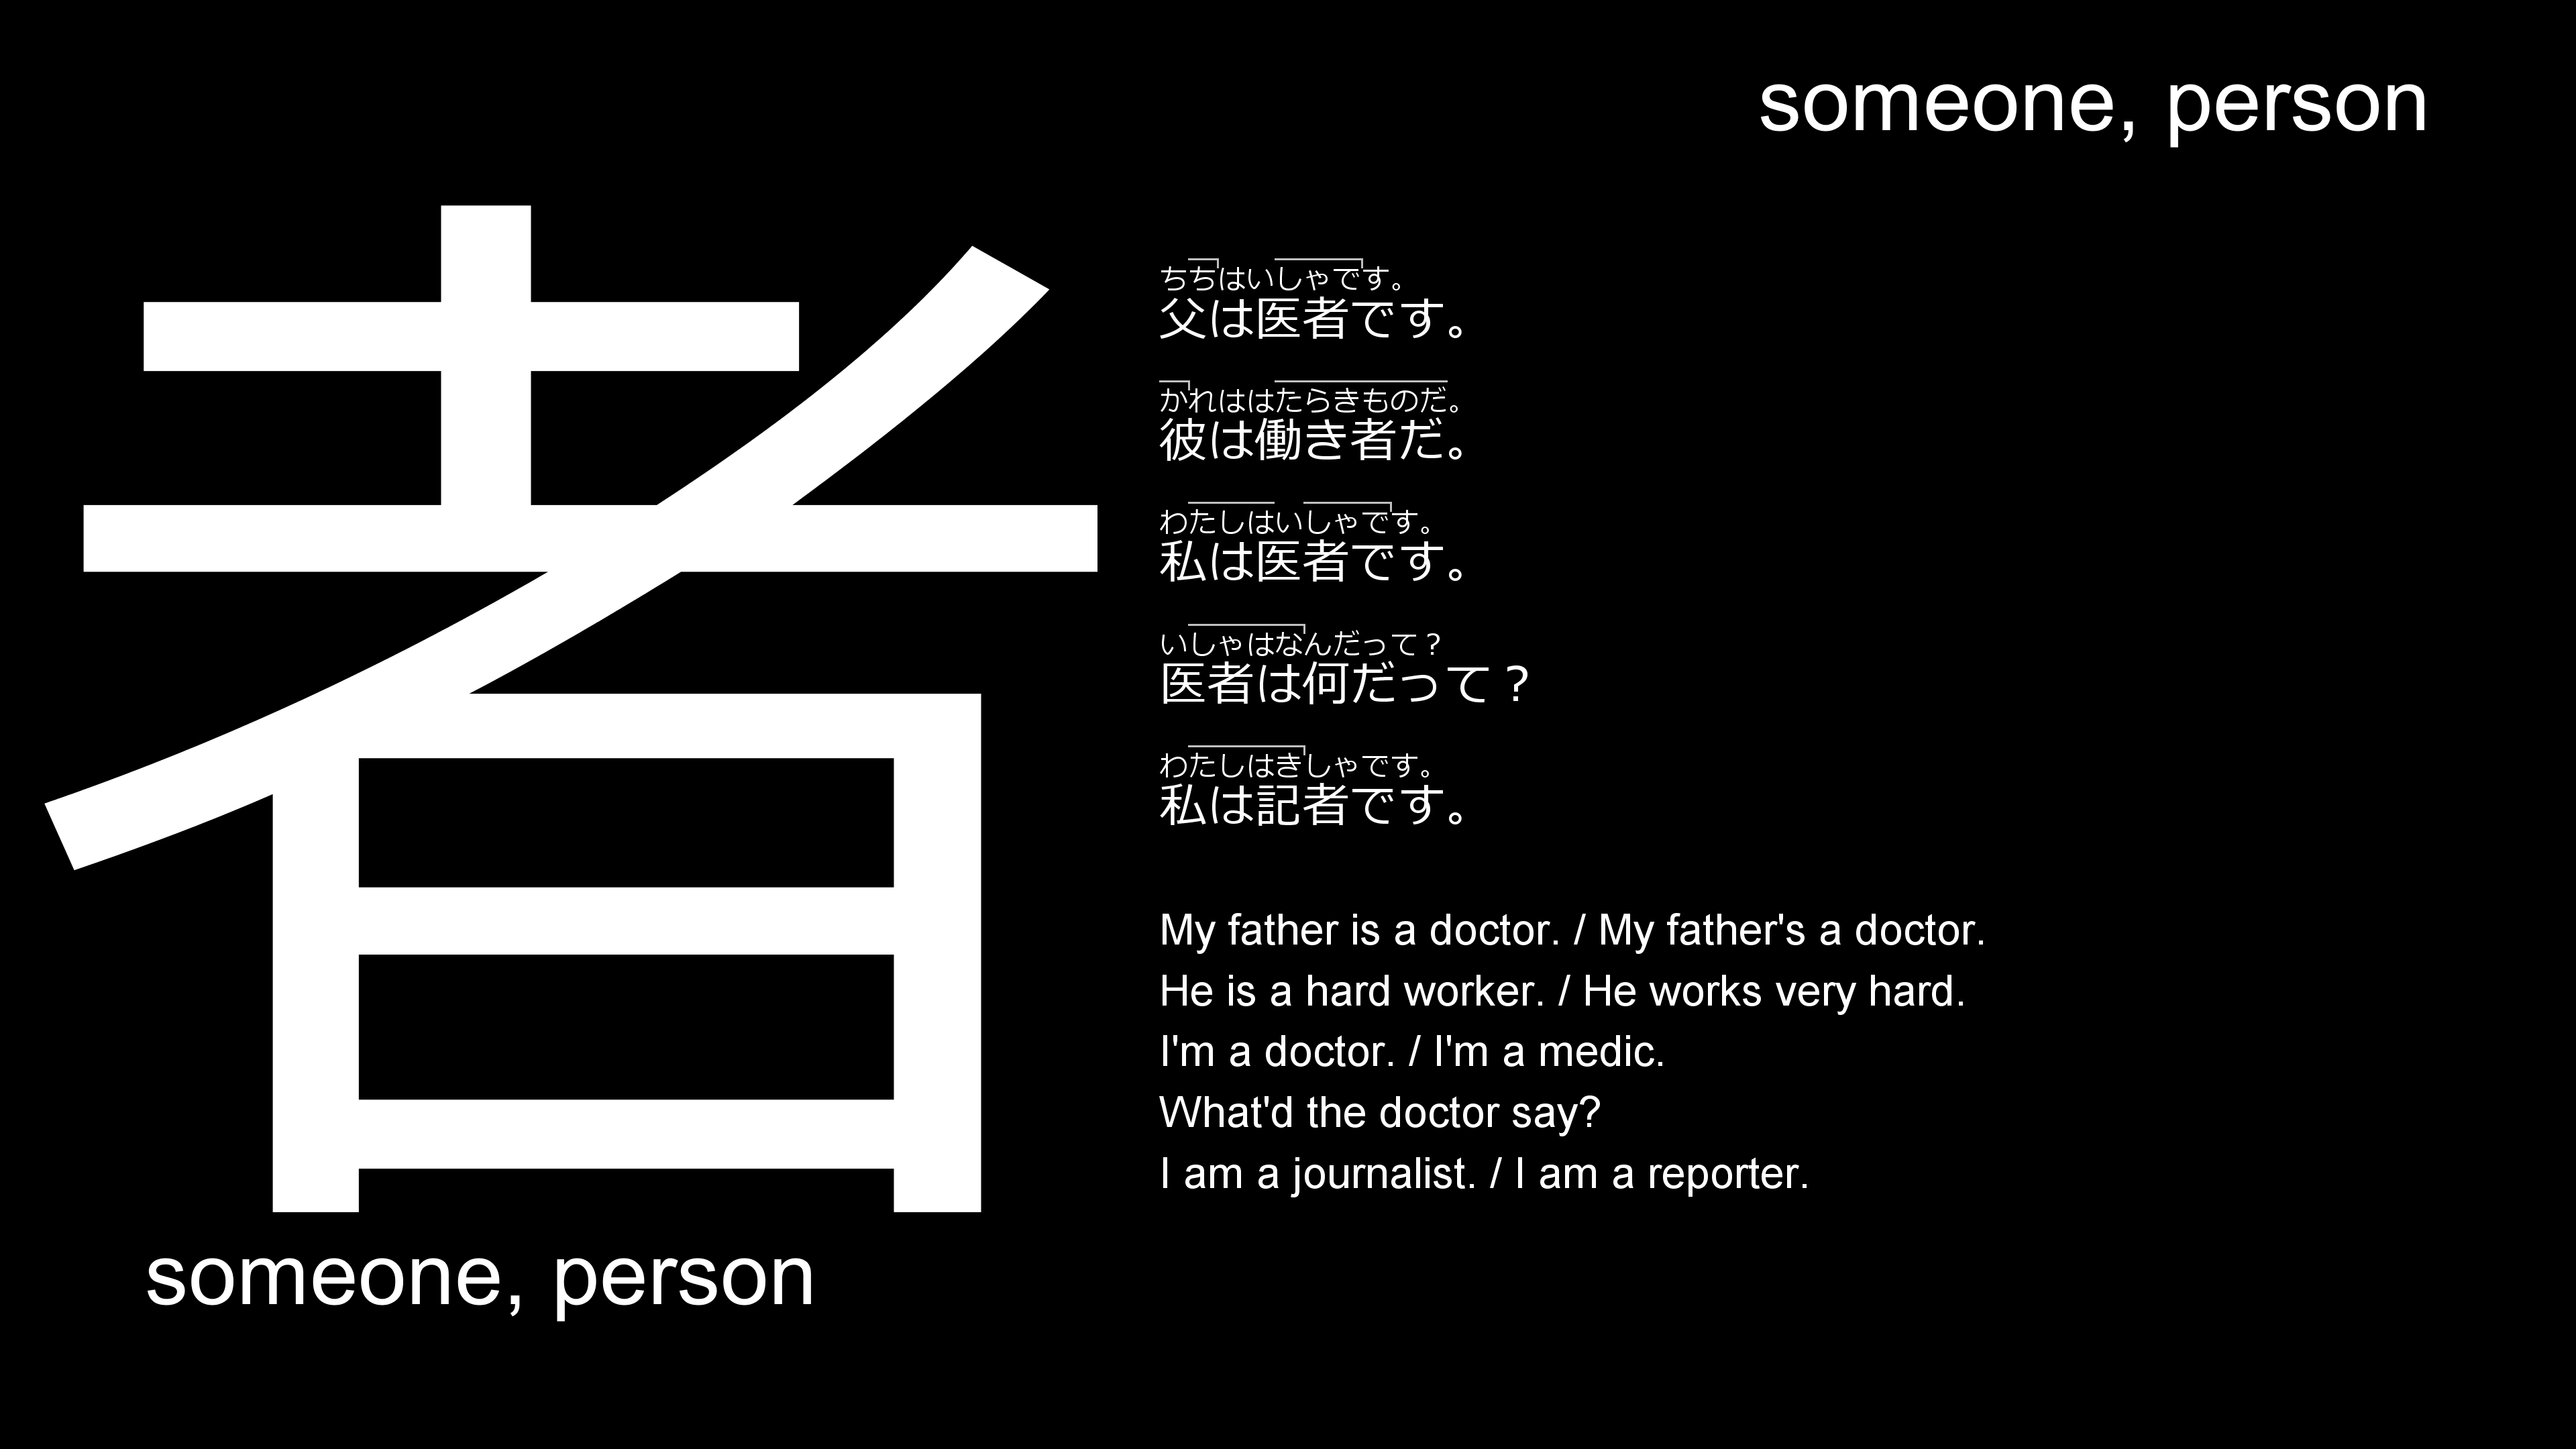 someone, person
者
someone, person
ちちはいしゃです。
父は医者です。
かれははたらきものだ。
彼は働き者だ。
わたしはいしゃです。
私は医者です。
いしゃはなんだって？
医者は何だって？
わたしはきしゃです。
私は記者です。
My father is a doctor. / My father's a doctor.
He is a hard worker. / He works very hard.
I'm a doctor. / I'm a medic.
What'd the doctor say?
I am a journalist. / I am a reporter.